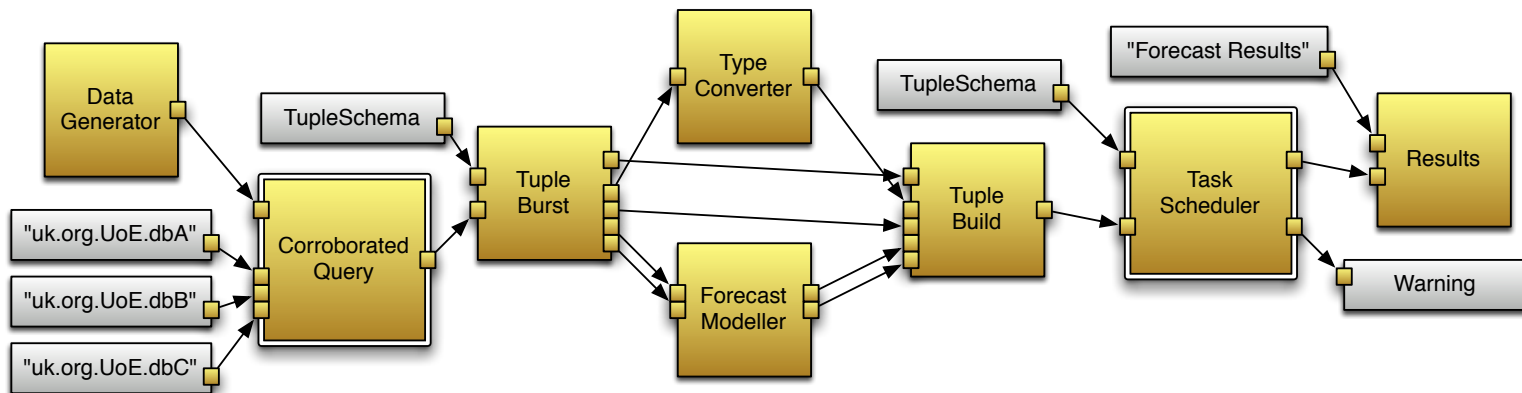 Data
Generator
"uk.org.UoE.dbA"
"uk.org.UoE.dbB"
"uk.org.UoE.dbC"
TupleSchema
Corroborated
Query
Tuple
Burst
Type
Converter
Forecast
Modeller
Tuple
Build
TupleSchema
Task
Scheduler
"Forecast Results"
Results
Warning